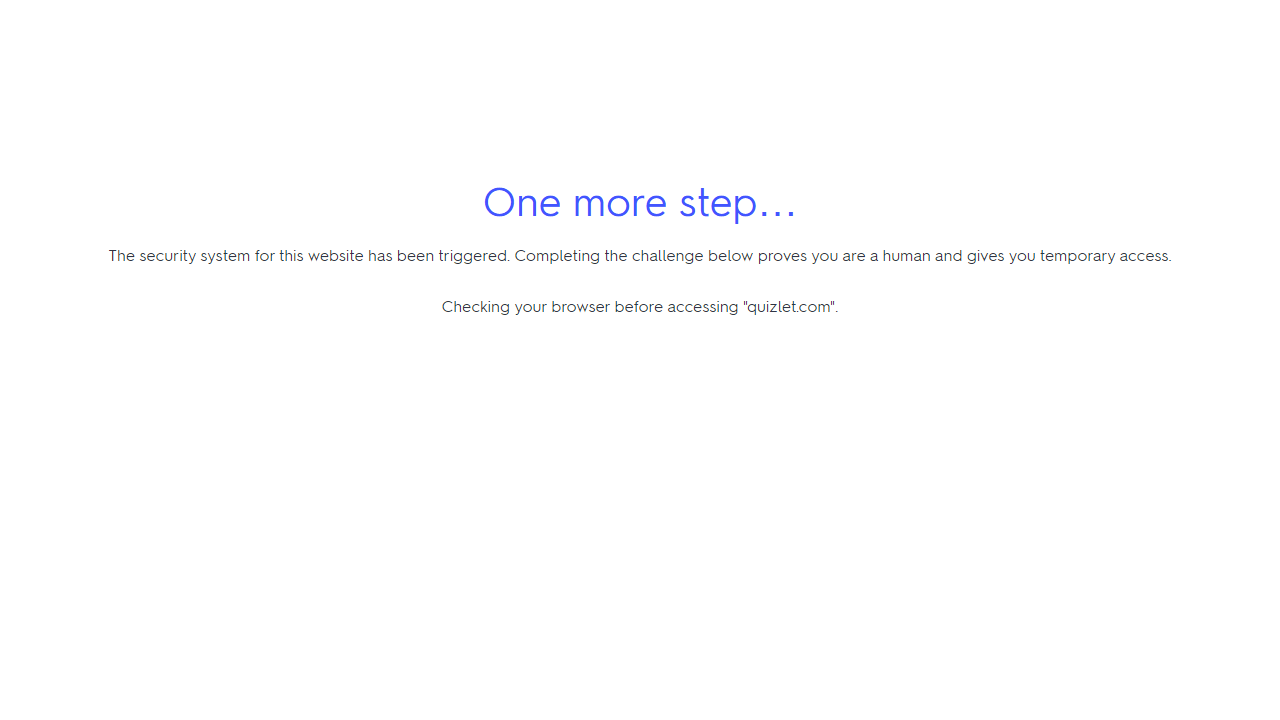 One more step…
The security system for this website has been triggered. Completing the challenge below proves you are a human and gives you temporary access.
Checking your browser before accessing "quizlet.com".